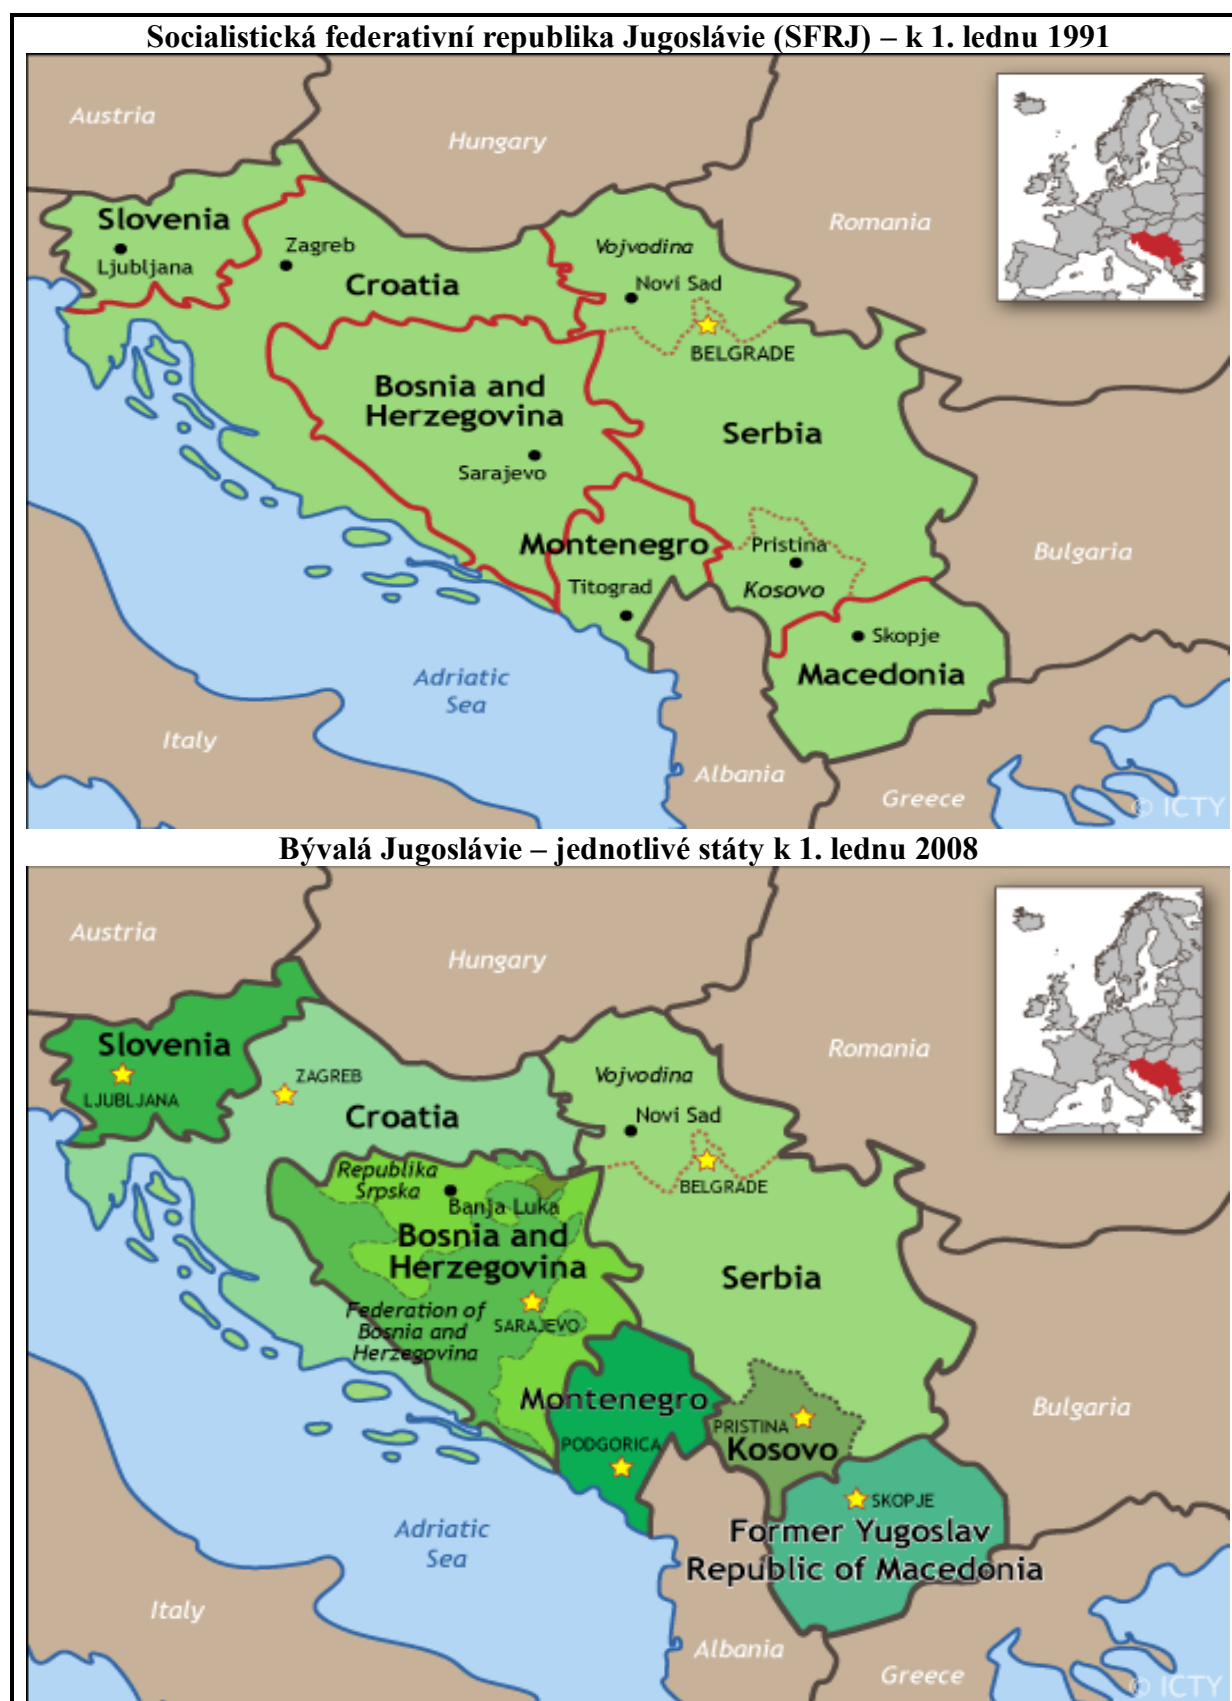 Socialistická federativní republika Jugoslávie (SFRJ) – k 1. lednu 1991
Austria
Hungary
Romania
Slovenia
Ljubljana
Zagreb
Croatia
Vojvodina
Novi Sad
BELGRADE
Bosnia and
Herzegovina
Sarajevo
Serbia
Montenegro
Titograd
Pristina
Kosovo
Bulgaria
Skopje
Macedonia
Adriatic
Sea
Italy
Albania
Greece
© ICTY
Bývalá Jugoslávie – jednotlivé státy k 1. lednu 2008
Austria
Hungary
Romania
Slovenia
LJUBLJANA
ZAGREB
Croatia
Vojvodina
Novi Sad
BELGRADE
Republika
Srpska
Banja Luka
Bosnia and
Herzegovina
Federation of
Bosnia and
Herzegovina
SARAJEVO
Serbia
Montenegro
PODGORICA
PRISTINA
Kosovo
Bulgaria
SKOPJE
Former Yugoslav
Republic of Macedonia
Adriatic
Sea
Italy
Albania
Greece
© ICTY